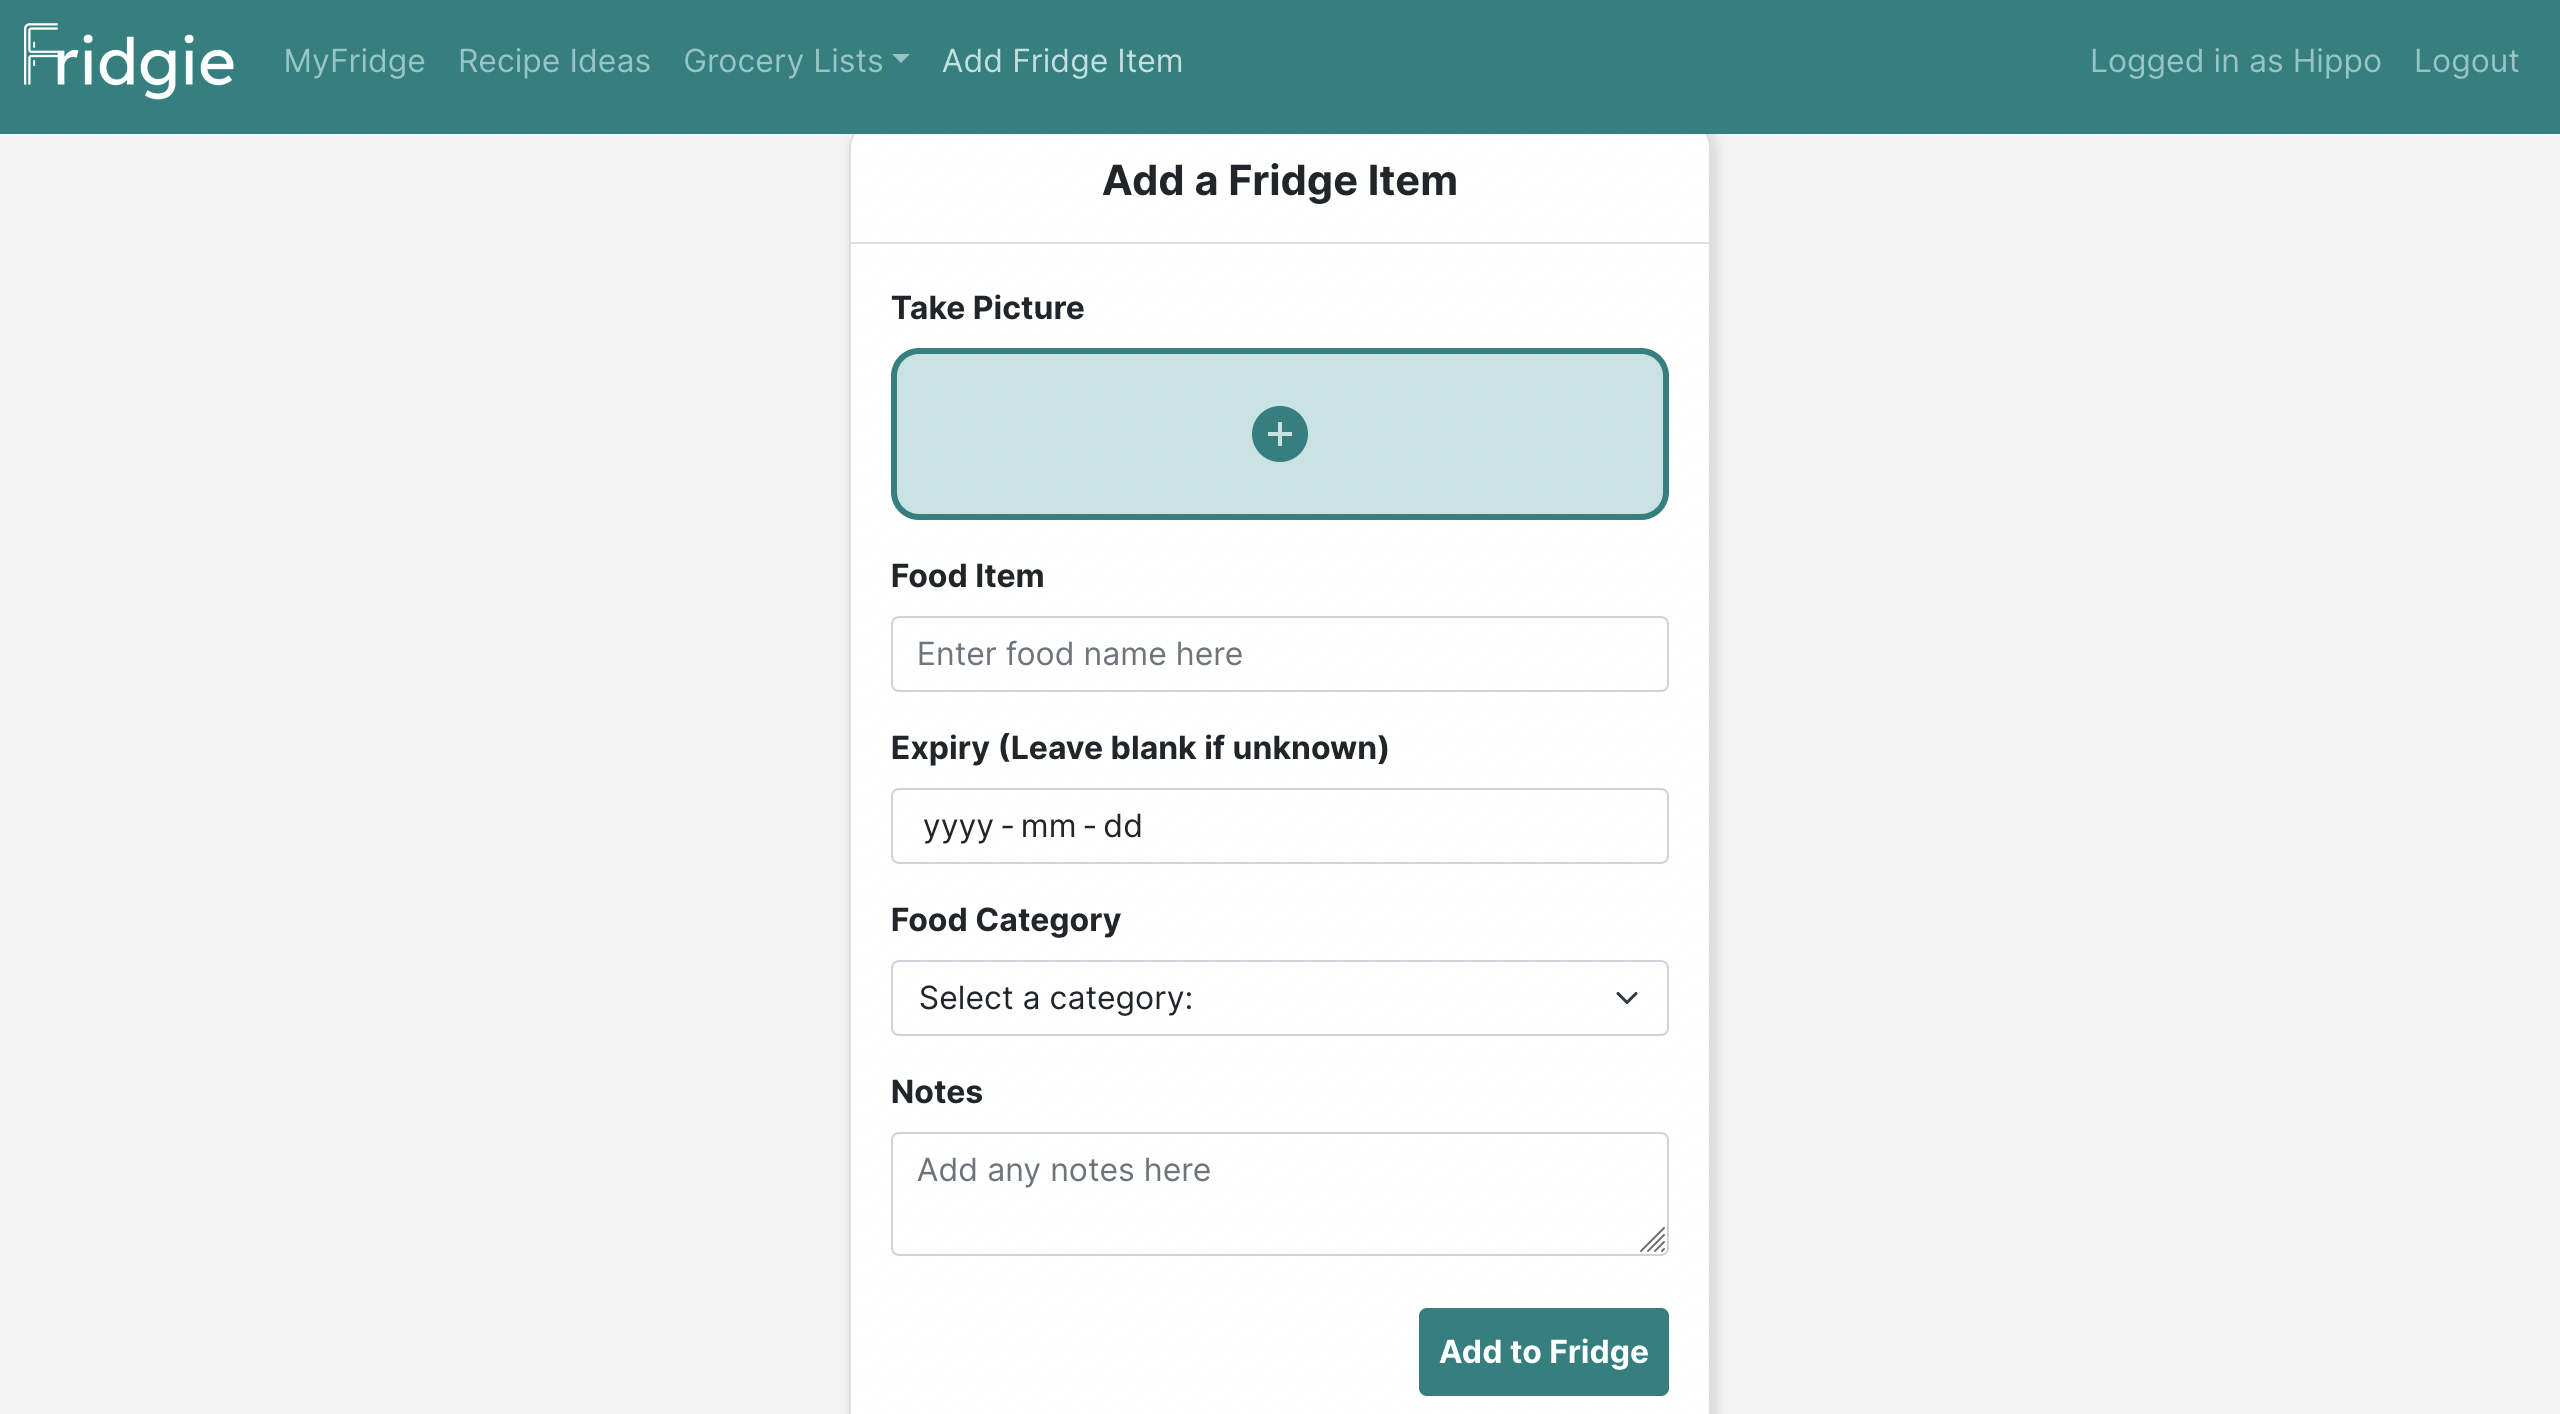 Fridgie MyFridge Recipe Ideas Grocery Lists Add Fridge Item Logged in as Hippo Logout
Add a Fridge Item
Take Picture
Food Item
Enter food name here
Expiry (Leave blank if unknown)
yyyy-mm-dd
Food Category
Select a category:
Notes
Add any notes here
Add to Fridge